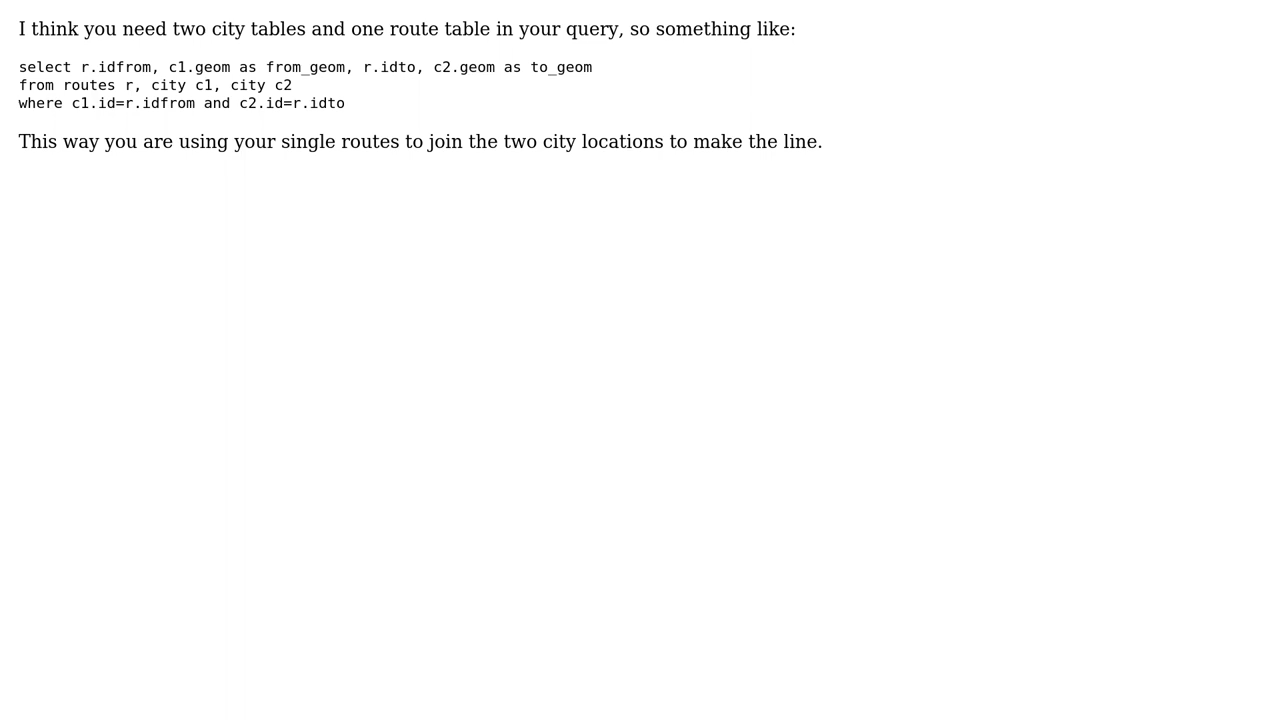 I think you need two city tables and one route table in your query, so something like:
select r.idfrom, c1.geom as from_geom, r.idto, c2.geom as to_geom
from routes r, city c1, city c2
where c1.id=r.idfrom and c2.id=r.idto
This way you are using your single routes to join the two city locations to make the line.